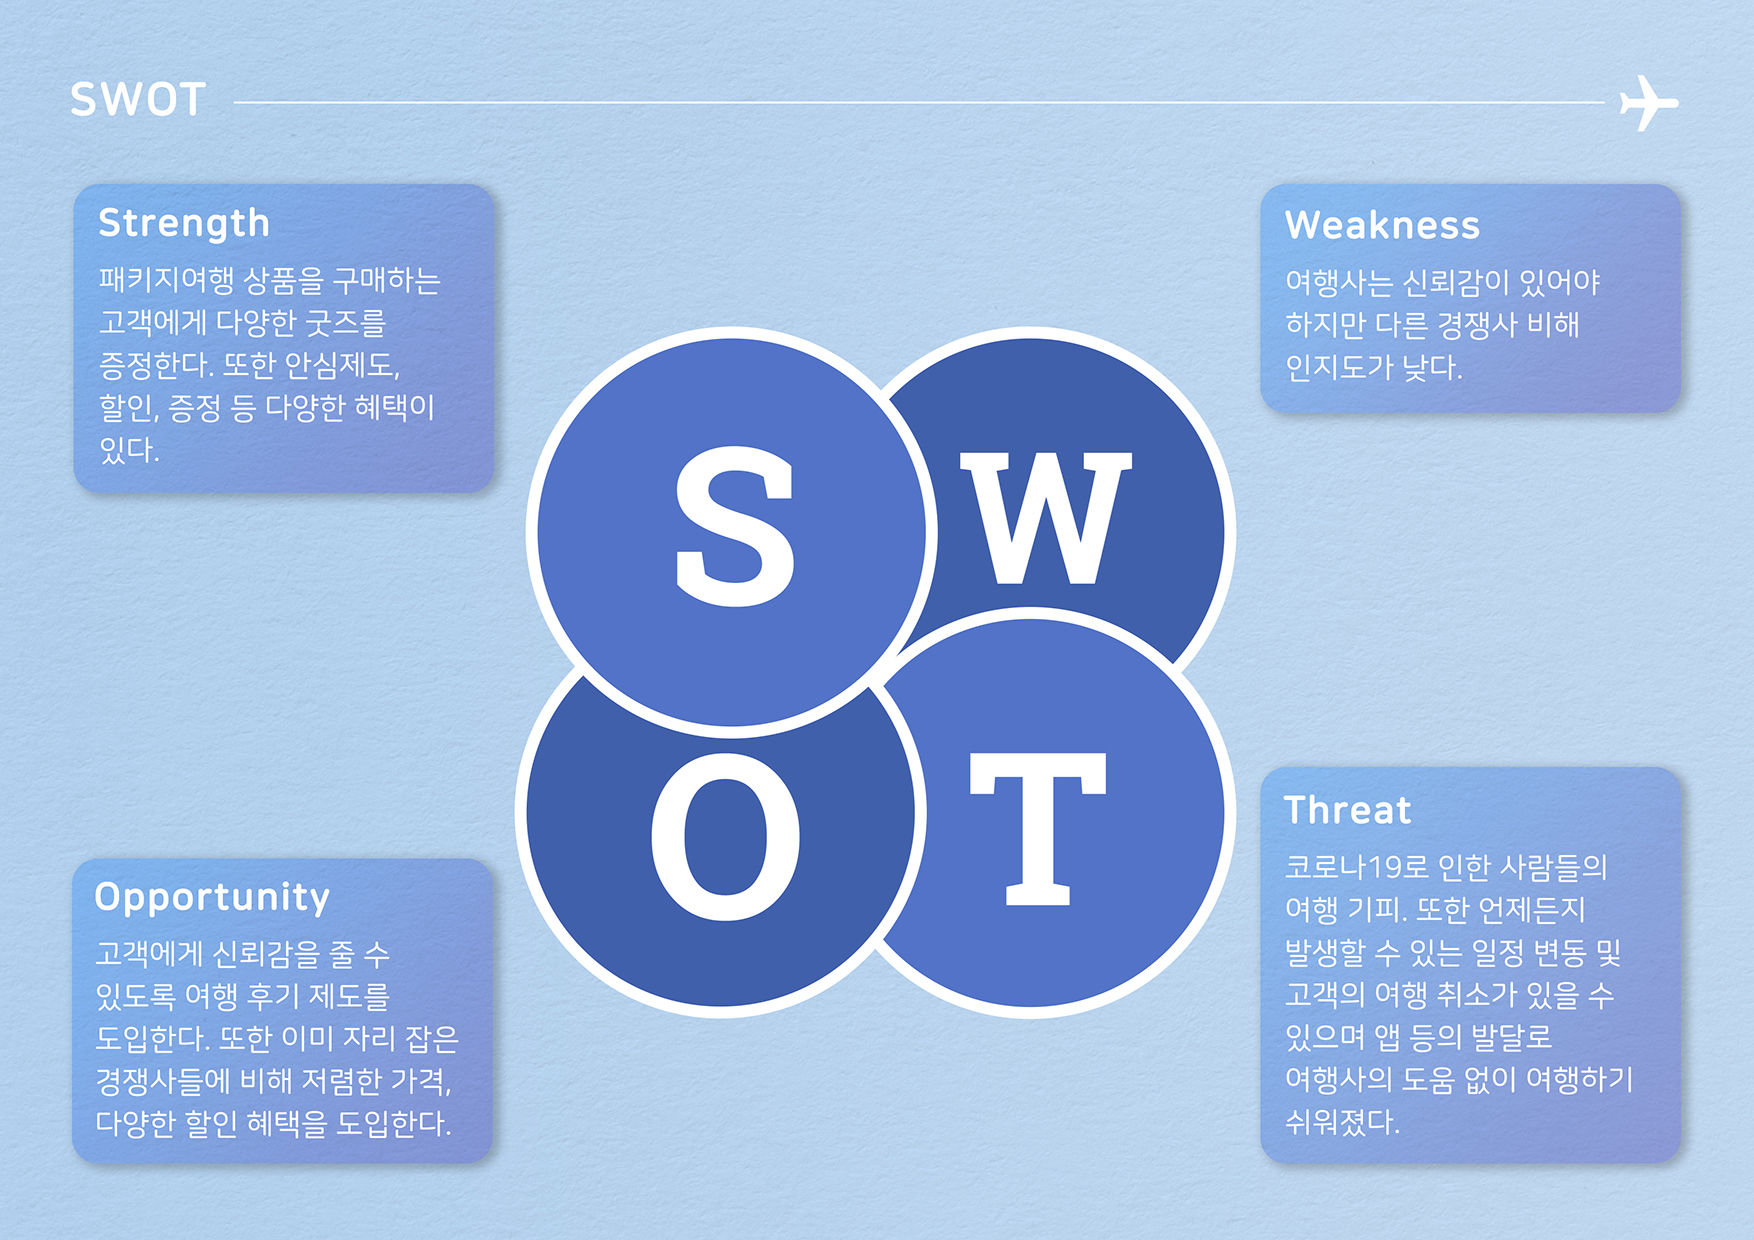 SWOT
Strength
패키지여행 상품을 구매하는
고객에게 다양한 굿즈를
증정한다. 또한 안심제도,
할인, 증정 등 다양한 혜택이
있다.
Weakness
여행사는 신뢰감이 있어야
하지만 다른 경쟁사 비해
인지도가 낮다.
S
W
O
T
Opportunity
고객에게 신뢰감을 줄 수
있도록 여행 후기 제도를
도입한다. 또한 이미 자리 잡은
경쟁사들에 비해 저렴한 가격,
다양한 할인 혜택을 도입한다.
Threat
코로나19로 인한 사람들의
여행 기피. 또한 언제든지
발생할 수 있는 일정 변동 및
고객의 여행 취소가 있을 수
있으며 앱 등의 발달로
여행사의 도움 없이 여행하기
쉬워졌다.